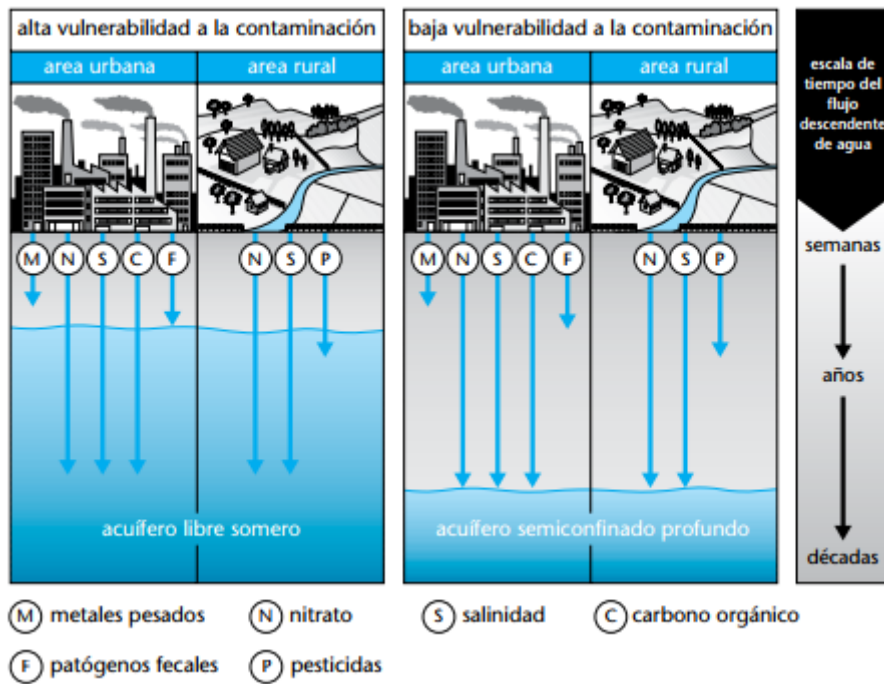 alta vulnerabilidad a la contaminación
baja vulnerabilidad a la contaminación
area urbana
area rural
area urbana
area rural
escala de
tiempo del
flujo
descendente
de agua
M N S C F N S P
M N S C F N S P
semanas
años
décadas
acuífero libre somero
acuífero semiconfinado profundo
M metales pesados
N nitrato
S salinidad
C carbono orgánico
F patógenos fecales
P pesticidas